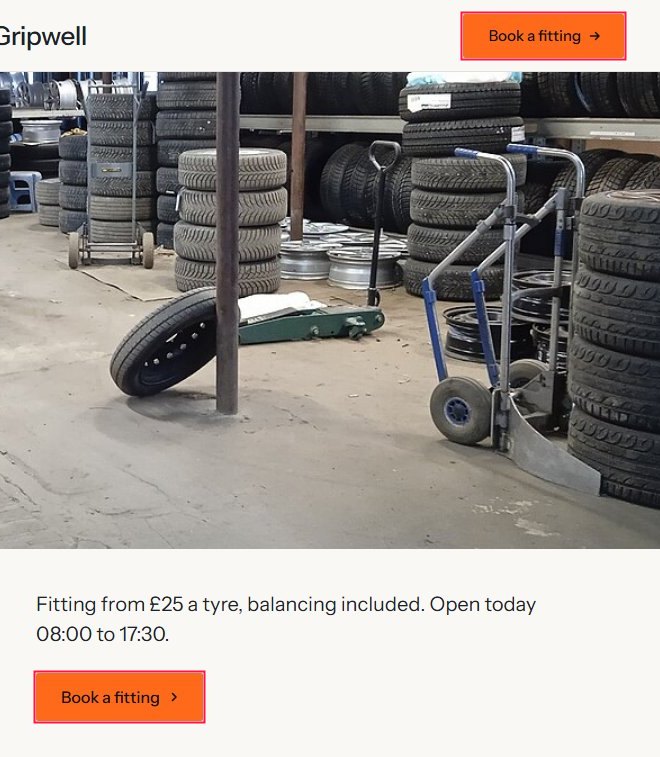 Gripwell
Book a fitting →
Fitting from £25 a tyre, balancing included. Open today
08:00 to 17:30.
Book a fitting ›